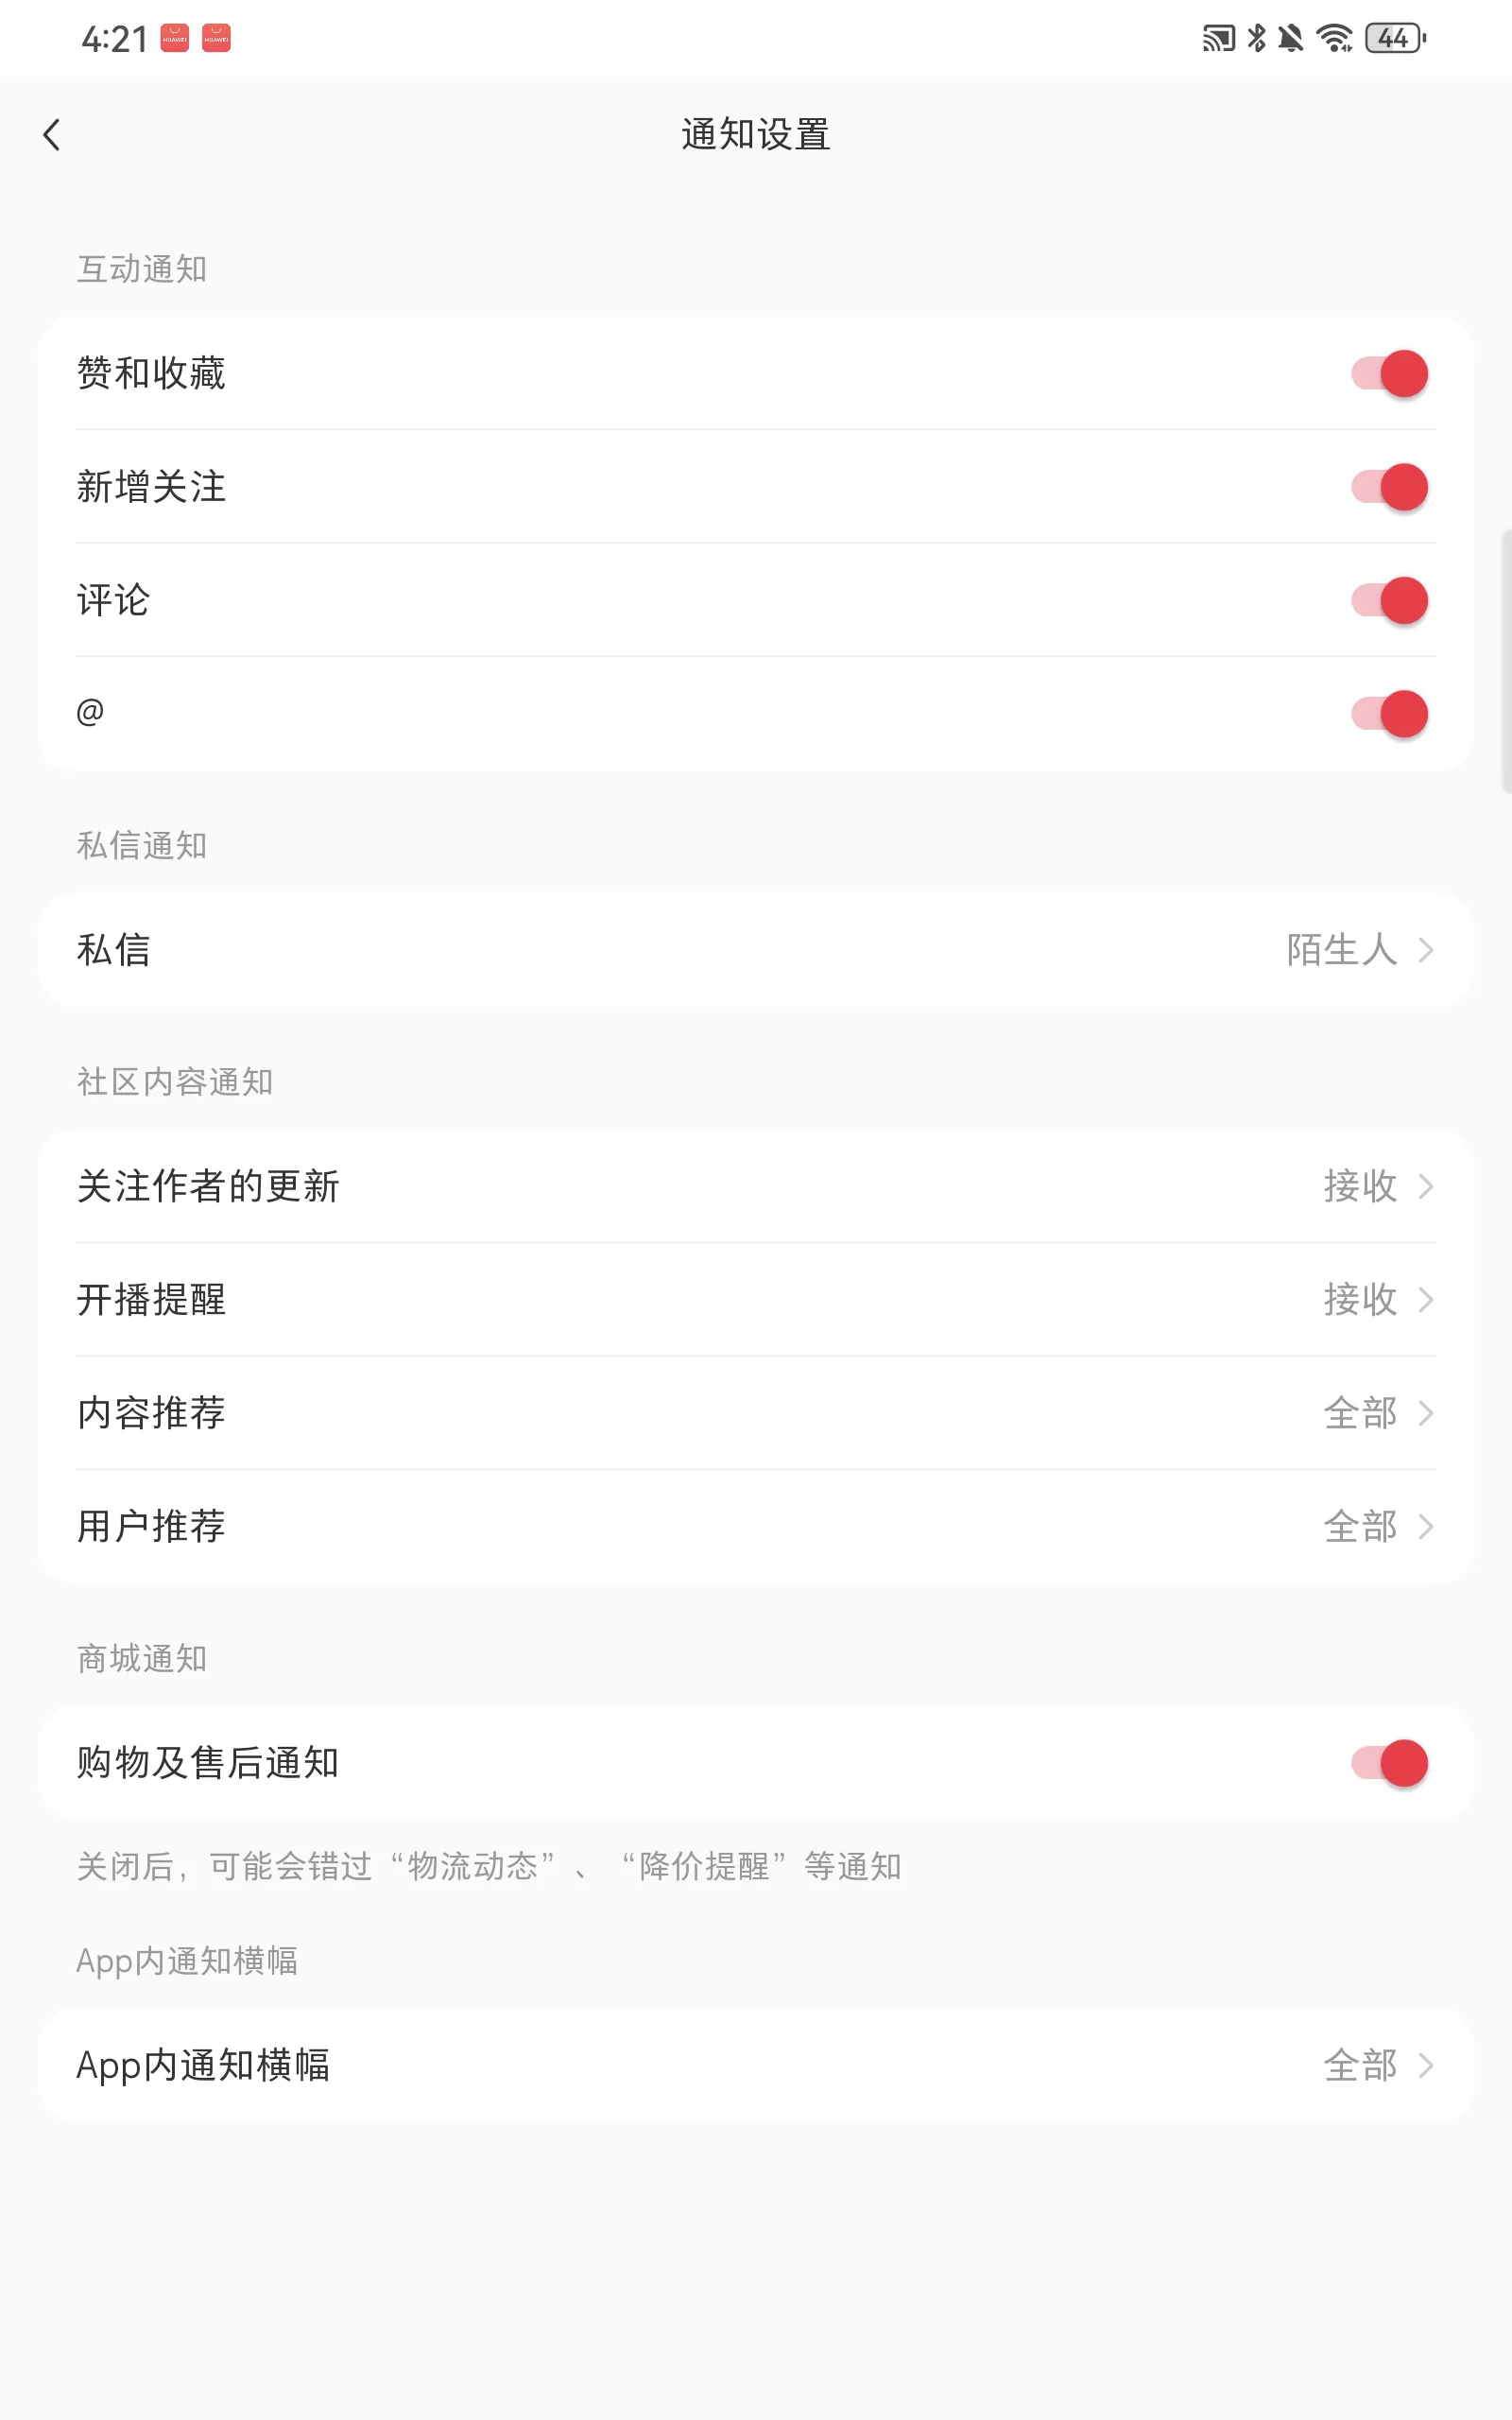 4:21 HUAWEI HUAWEI 44
通知设置
互动通知
赞和收藏
新增关注
评论
@
私信通知
私信 陌生人
社区内容通知
关注作者的更新 接收
开播提醒 接收
内容推荐 全部
用户推荐 全部
商城通知
购物及售后通知
关闭后，可能会错过“物流动态”、“降价提醒”等通知
App内通知横幅
App内通知横幅 全部